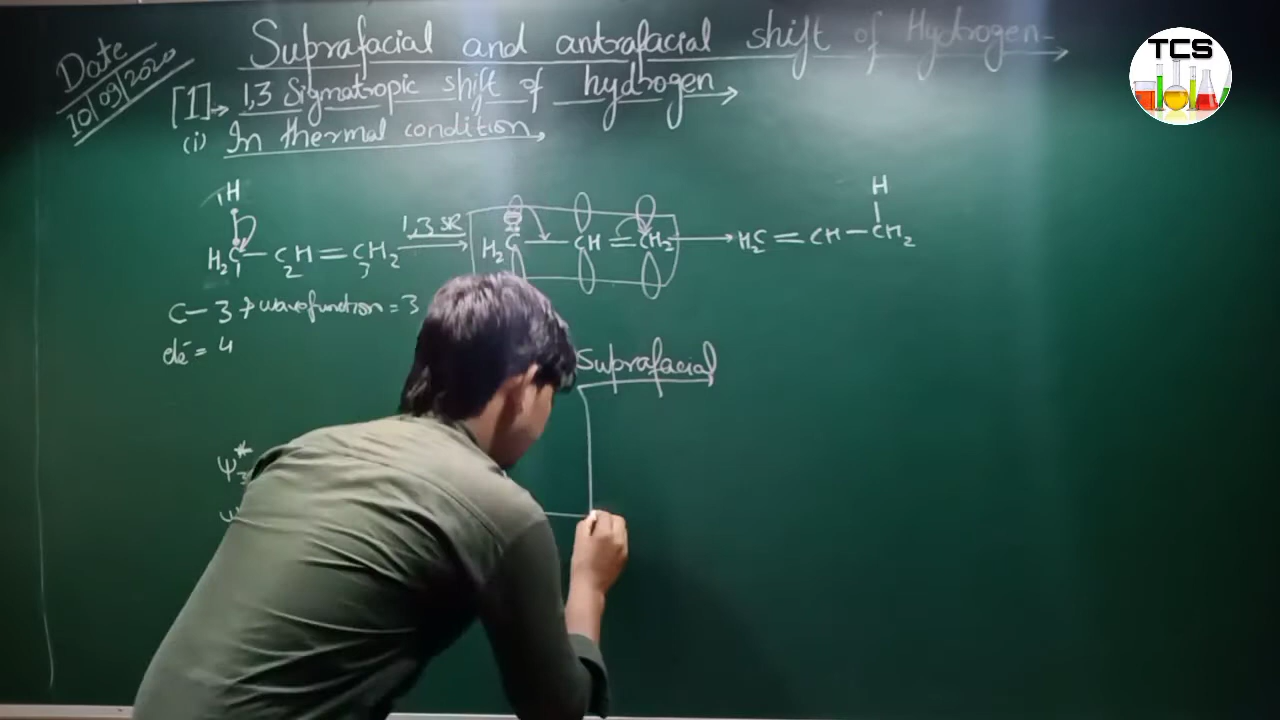 Date
10/09/2020
Suprafacial and antrafacial shift of Hydrogen
TCS
[1] → 1,3 Sigmatropic shift of hydrogen
(i) In thermal condition
H
H₂C — CH = CH₂
1 2 3
1,3 SR
H₂C — CH = CH₂
H
H₂C = CH — CH₂
C — 3 → wavefunction = 3
πe⁻ = 4
Suprafacial
Ψ₃*